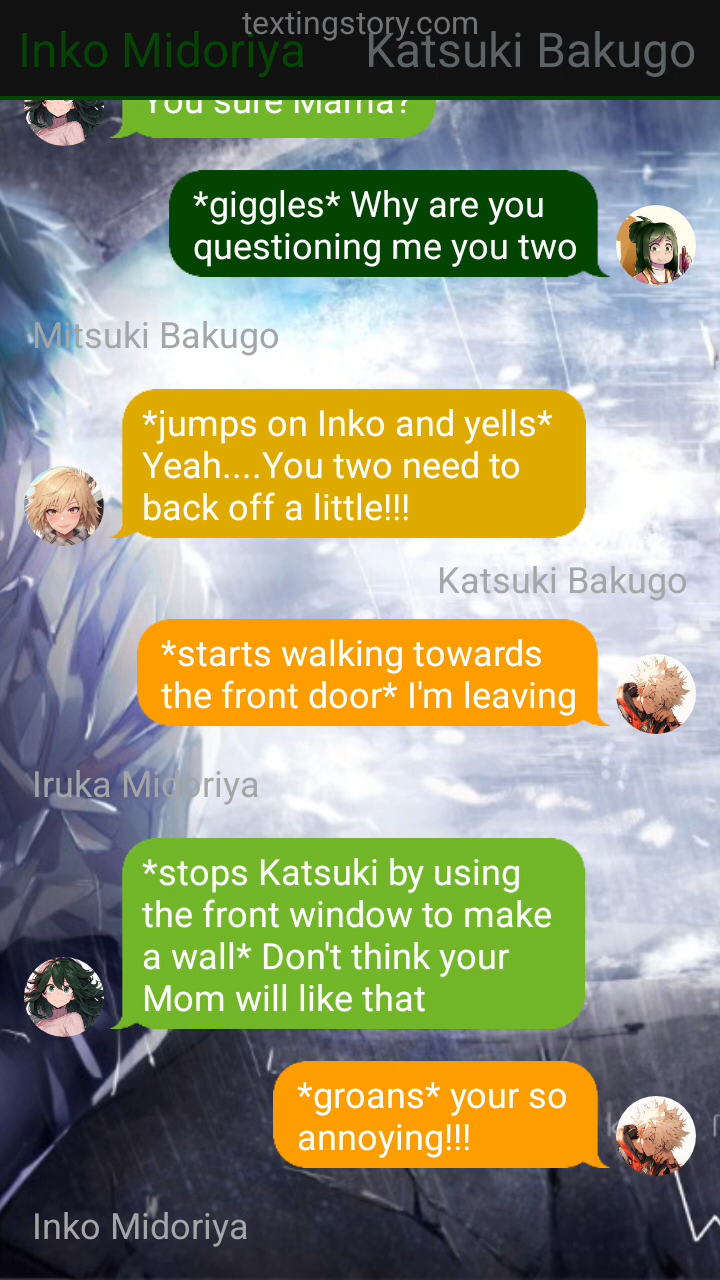 textingstory.com
Inko Midoriya Katsuki Bakugo
You sure Mama?
*giggles* Why are you
questioning me you two
Mitsuki Bakugo
*jumps on Inko and yells*
Yeah....You two need to
back off a little!!!
Katsuki Bakugo
*starts walking towards
the front door* I'm leaving
Iruka Midoriya
*stops Katsuki by using
the front window to make
a wall* Don't think your
Mom will like that
*groans* your so
annoying!!!
Inko Midoriya